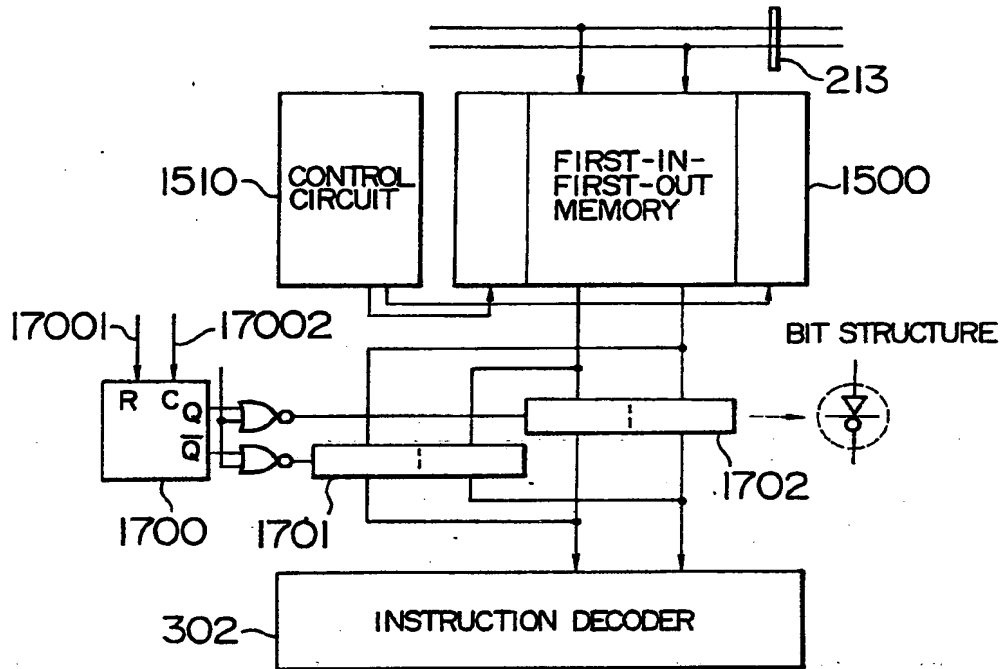 213
1510
CONTROL
CIRCUIT
FIRST-IN-
FIRST-OUT
MEMORY
1500
17001
17002
BIT STRUCTURE
R C Q
Q̅
1702
1700
1701
302
INSTRUCTION DECODER